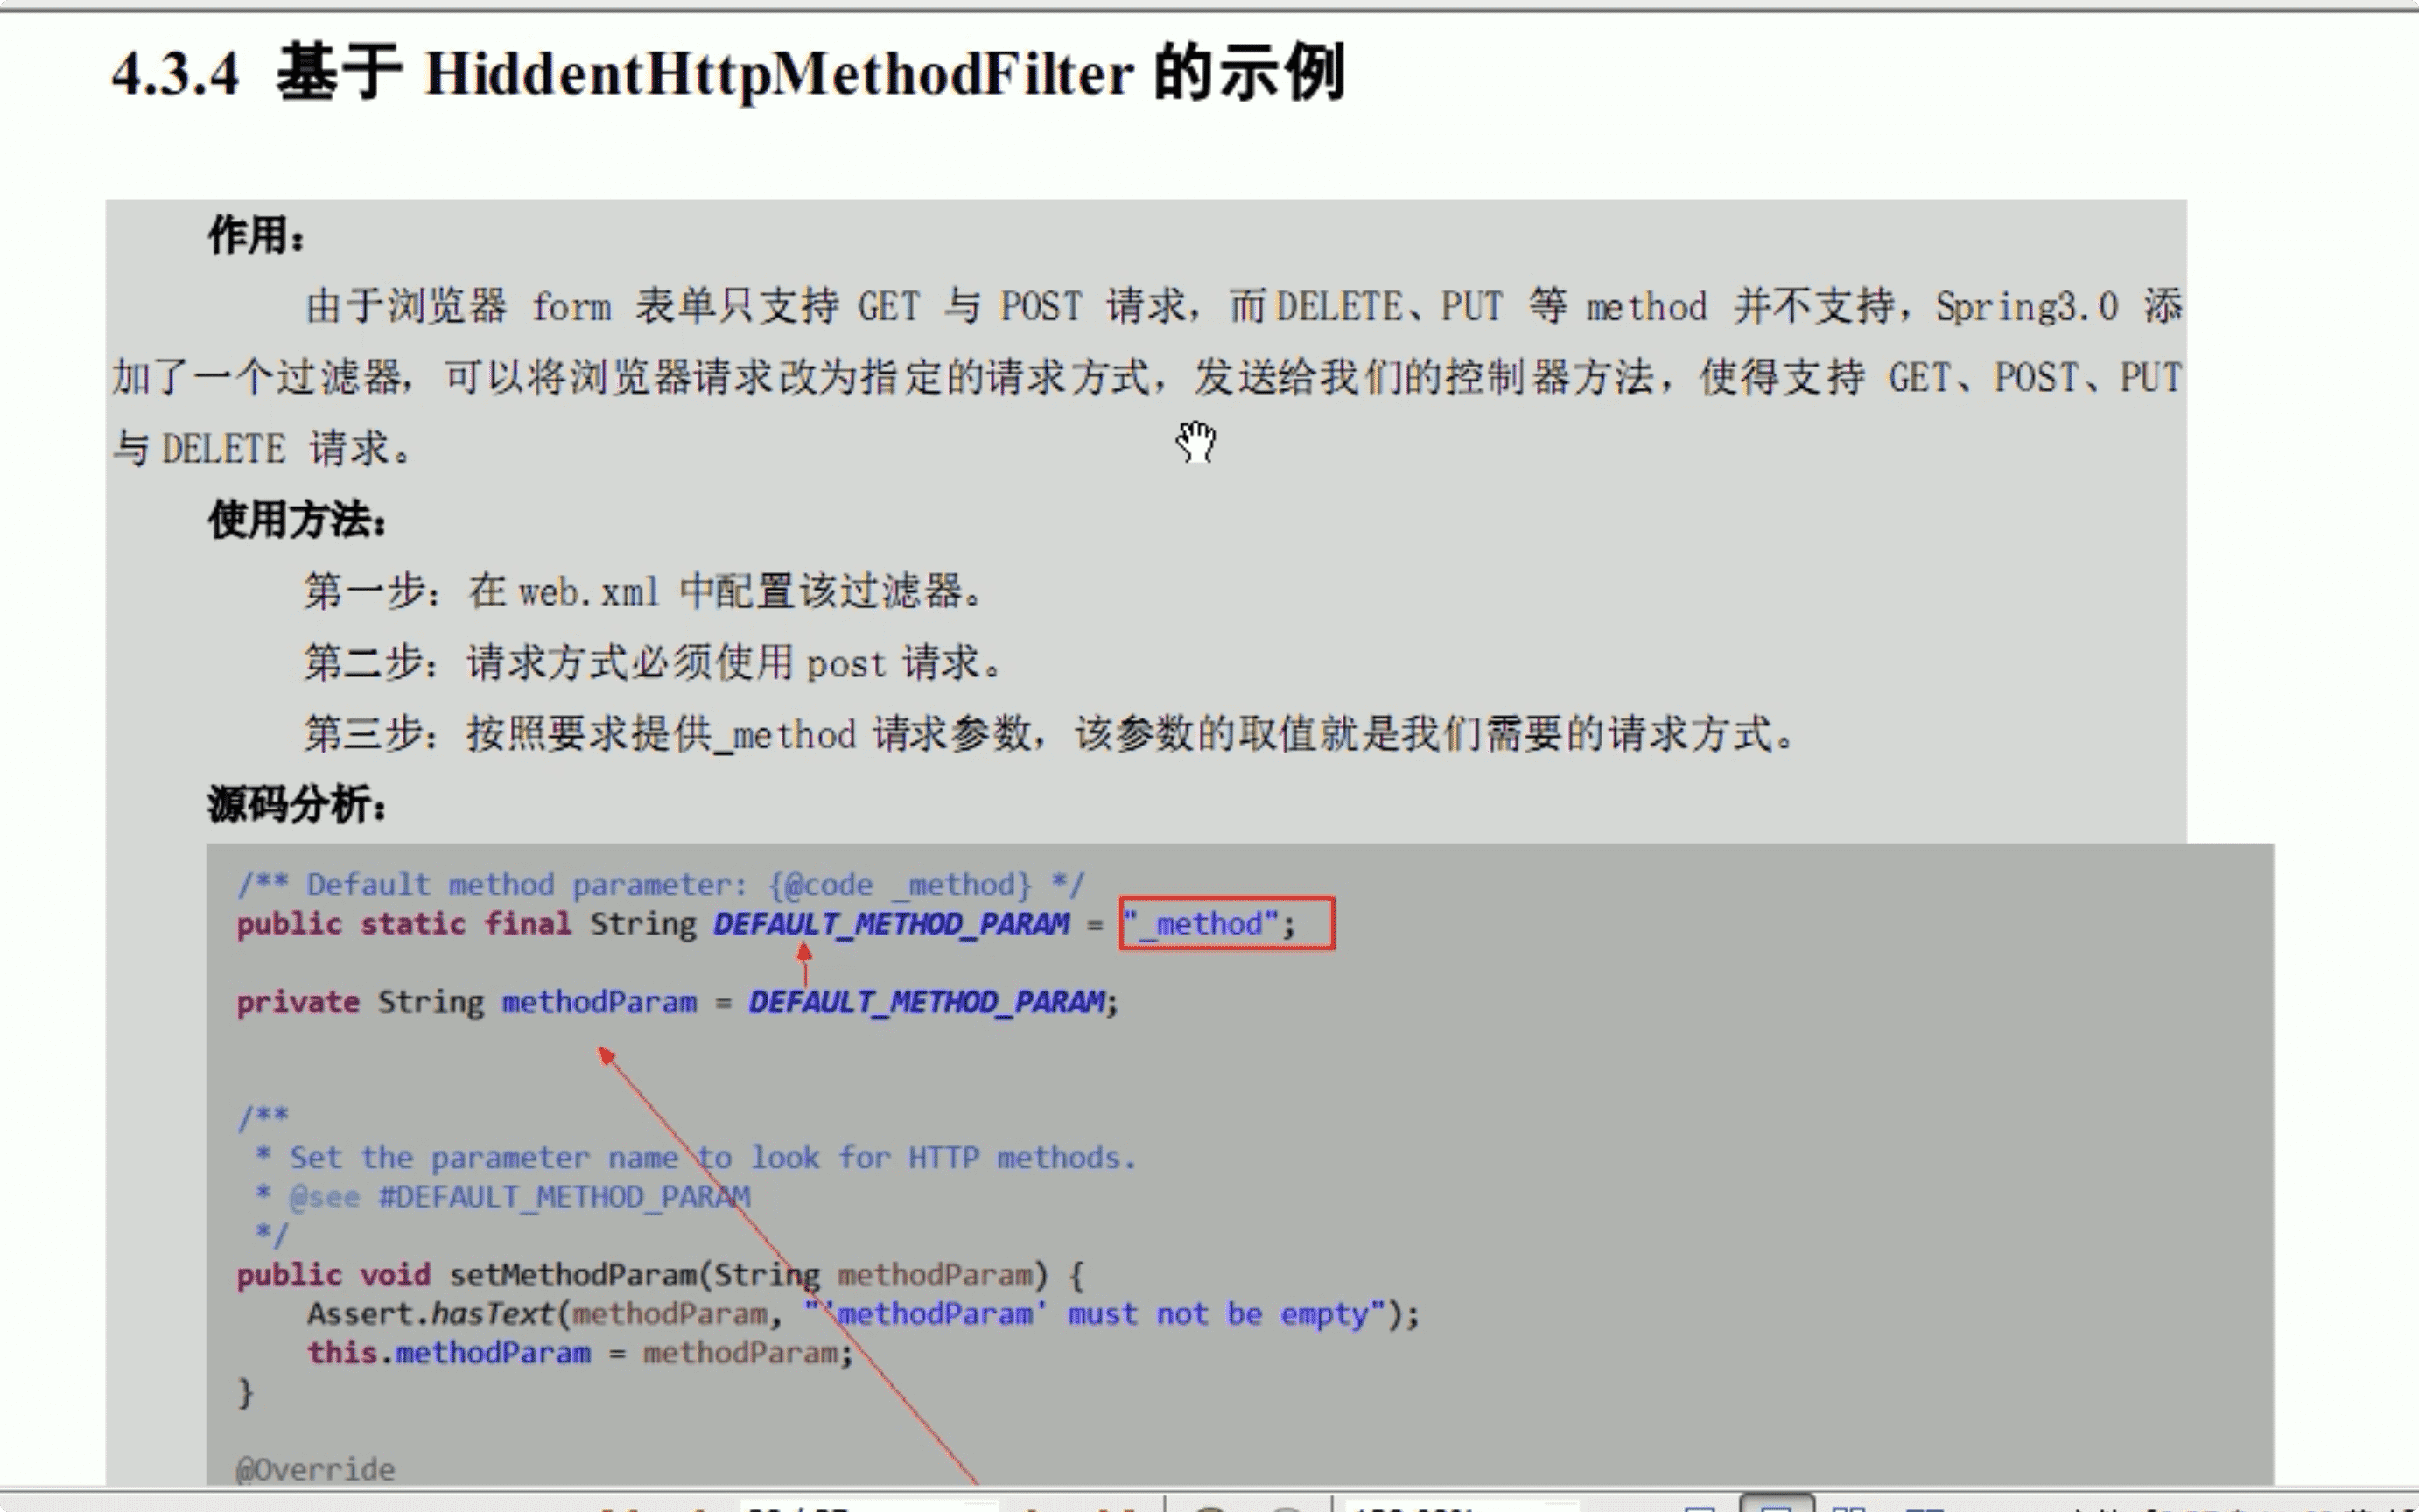 4.3.4 基于 HiddentHttpMethodFilter 的示例
作用：
由于浏览器 form 表单只支持 GET 与 POST 请求，而 DELETE、PUT 等 method 并不支持，Spring3.0 添
加了一个过滤器，可以将浏览器请求改为指定的请求方式，发送给我们的控制器方法，使得支持 GET、POST、PUT
与 DELETE 请求。
使用方法：
第一步：在 web.xml 中配置该过滤器。
第二步：请求方式必须使用 post 请求。
第三步：按照要求提供_method 请求参数，该参数的取值就是我们需要的请求方式。
源码分析：
/** Default method parameter: {@code _method} */
public static final String DEFAULT_METHOD_PARAM = "_method";
private String methodParam = DEFAULT_METHOD_PARAM;
/**
* Set the parameter name to look for HTTP methods.
* @see #DEFAULT_METHOD_PARAM
*/
public void setMethodParam(String methodParam) {
Assert.hasText(methodParam, "'methodParam' must not be empty");
this.methodParam = methodParam;
}
@Override